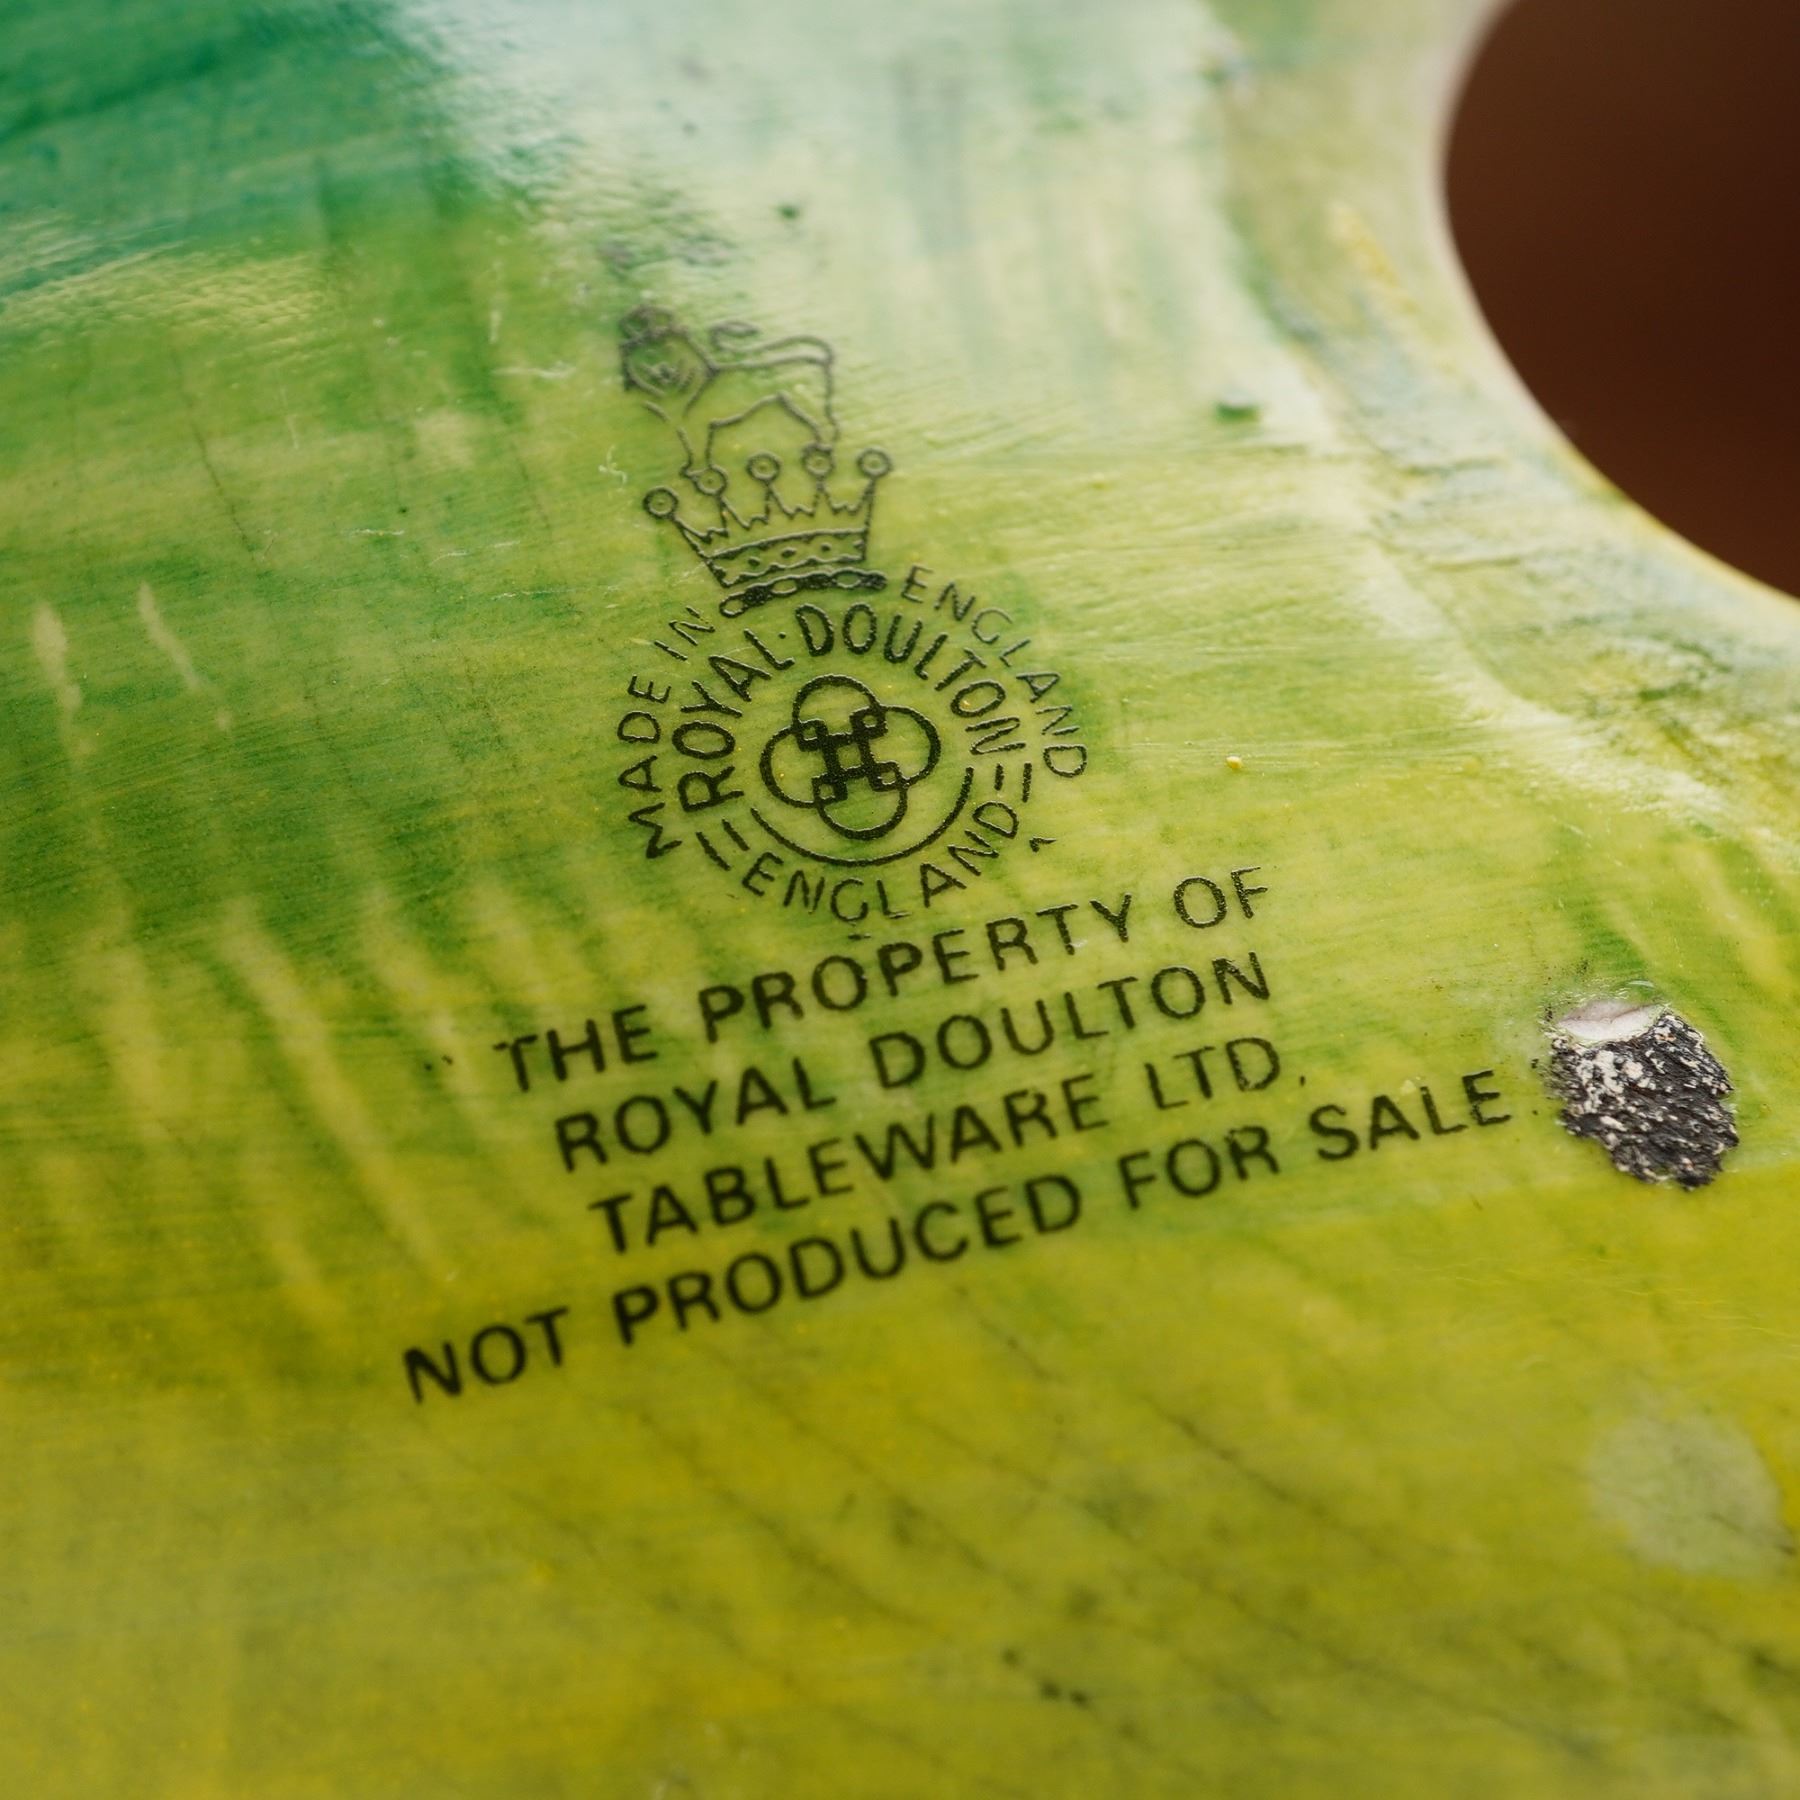 MADE IN ENGLAND
ROYAL·DOULTON
ENGLAND
THE PROPERTY OF
ROYAL DOULTON
TABLEWARE LTD.
NOT PRODUCED FOR SALE.